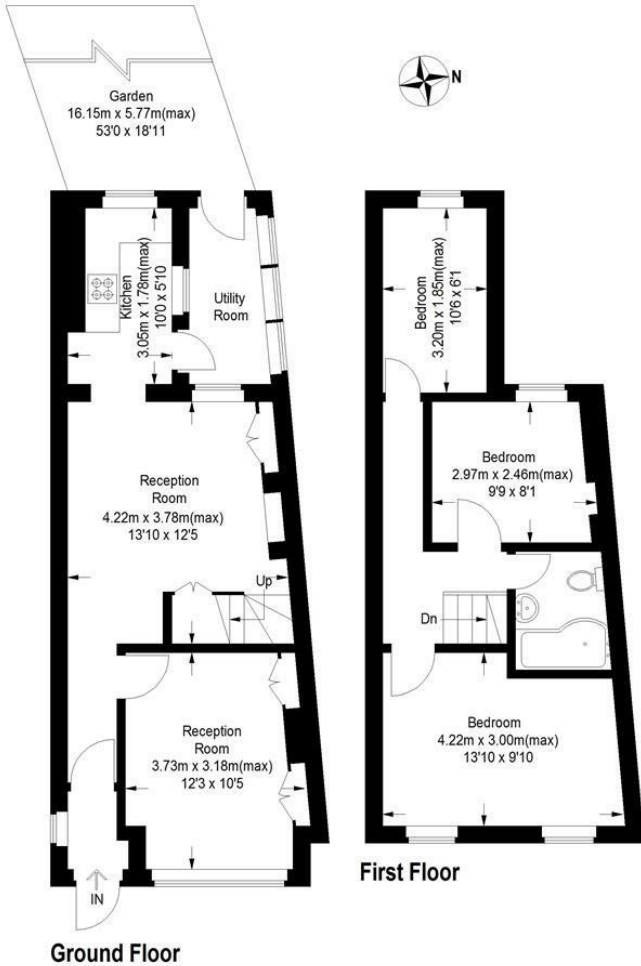 N
Garden
16.15m x 5.77m(max)
53'0 x 18'11
Kitchen
3.05m x 1.78m(max)
10'0 x 5'10
Utility
Room
Reception
Room
4.22m x 3.78m(max)
13'10 x 12'5
Up
Reception
Room
3.73m x 3.18m(max)
12'3 x 10'5
IN
Ground Floor
Bedroom
3.20m x 1.85m(max)
10'6 x 6'1
Bedroom
2.97m x 2.46m(max)
9'9 x 8'1
Dn
Bedroom
4.22m x 3.00m(max)
13'10 x 9'10
First Floor